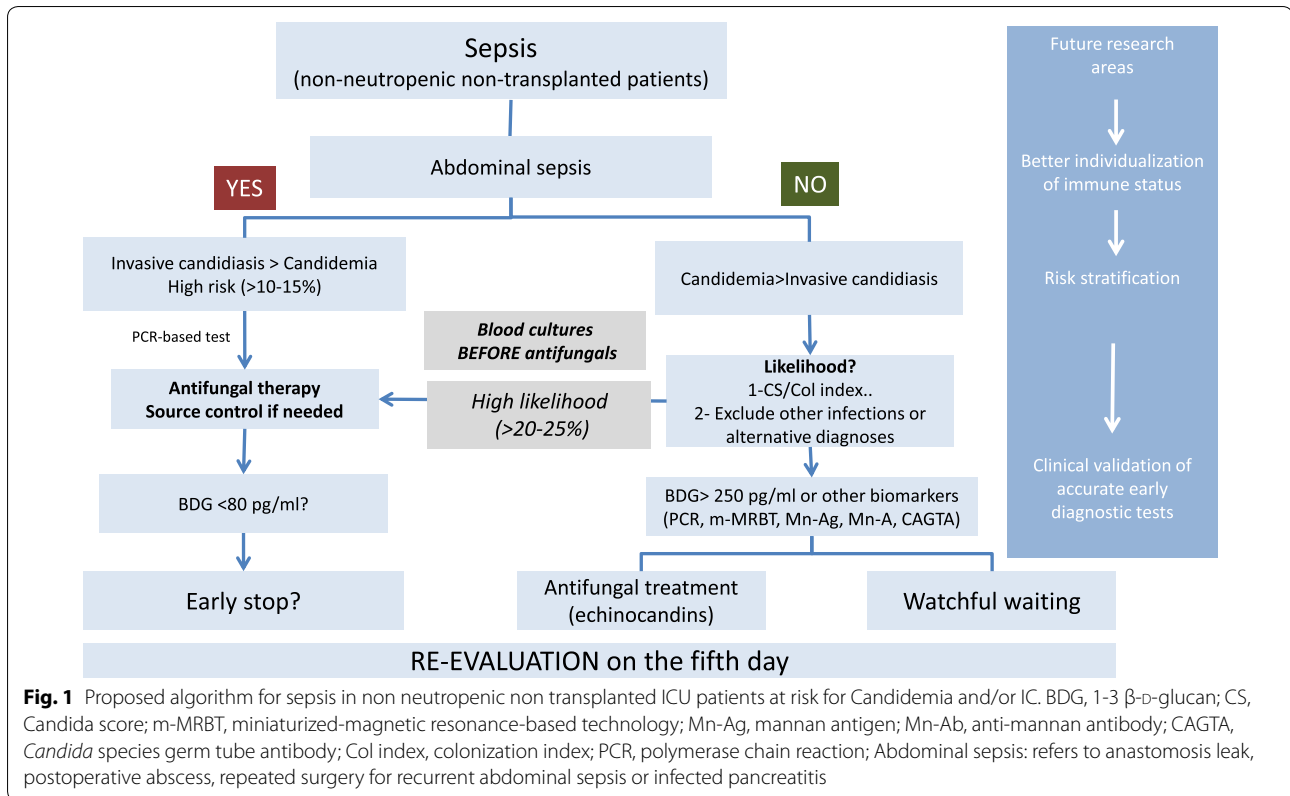 Sepsis
(non-neutropenic non-transplanted patients)
Abdominal sepsis
YES
NO
Invasive candidiasis > Candidemia
High risk (>10-15%)
Candidemia>Invasive candidiasis
PCR-based test
Blood cultures
BEFORE antifungals
Antifungal therapy
Source control if needed
High likelihood
(>20-25%)
Likelihood?
1-CS/Col index..
2- Exclude other infections or
alternative diagnoses
BDG <80 pg/ml?
BDG> 250 pg/ml or other biomarkers
(PCR, m-MRBT, Mn-Ag, Mn-A, CAGTA)
Early stop?
Antifungal treatment
(echinocandins)
Watchful waiting
RE-EVALUATION on the fifth day
Future research
areas
Better individualization
of immune status
Risk stratification
Clinical validation of
accurate early
diagnostic tests
Fig. 1 Proposed algorithm for sepsis in non neutropenic non transplanted ICU patients at risk for Candidemia and/or IC. BDG, 1-3 β-D-glucan; CS,
Candida score; m-MRBT, miniaturized-magnetic resonance-based technology; Mn-Ag, mannan antigen; Mn-Ab, anti-mannan antibody; CAGTA,
Candida species germ tube antibody; Col index, colonization index; PCR, polymerase chain reaction; Abdominal sepsis: refers to anastomosis leak,
postoperative abscess, repeated surgery for recurrent abdominal sepsis or infected pancreatitis